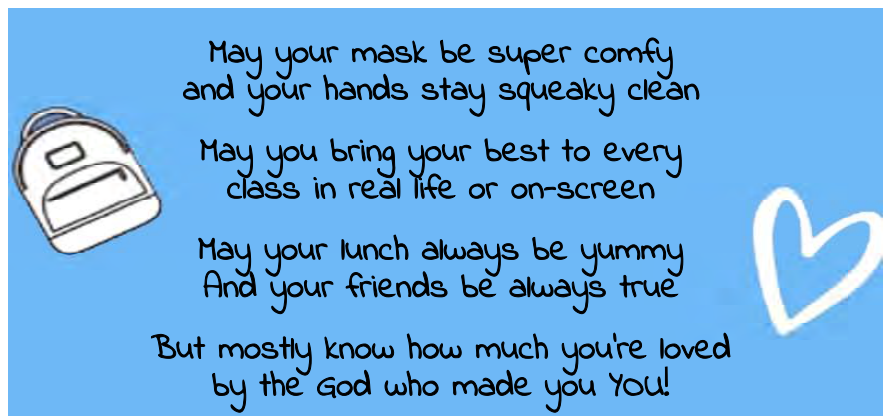 May your mask be super comfy
and your hands stay squeaky clean
May you bring your best to every
class in real life or on-screen
May your lunch always be yummy
And your friends be always true
But mostly know how much you're loved
by the God who made you YOU!